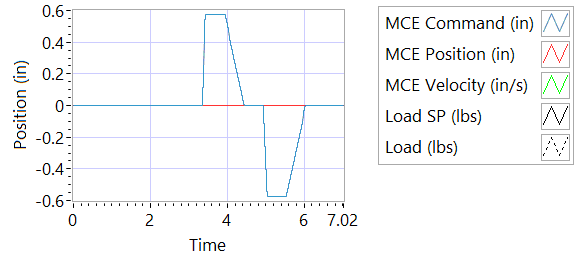 0.6
0.4
0.2
0
-0.2
-0.4
-0.6
Position (in)
0 2 4 6 7.02
Time
MCE Command (in)
MCE Position (in)
MCE Velocity (in/s)
Load SP (lbs)
Load (lbs)